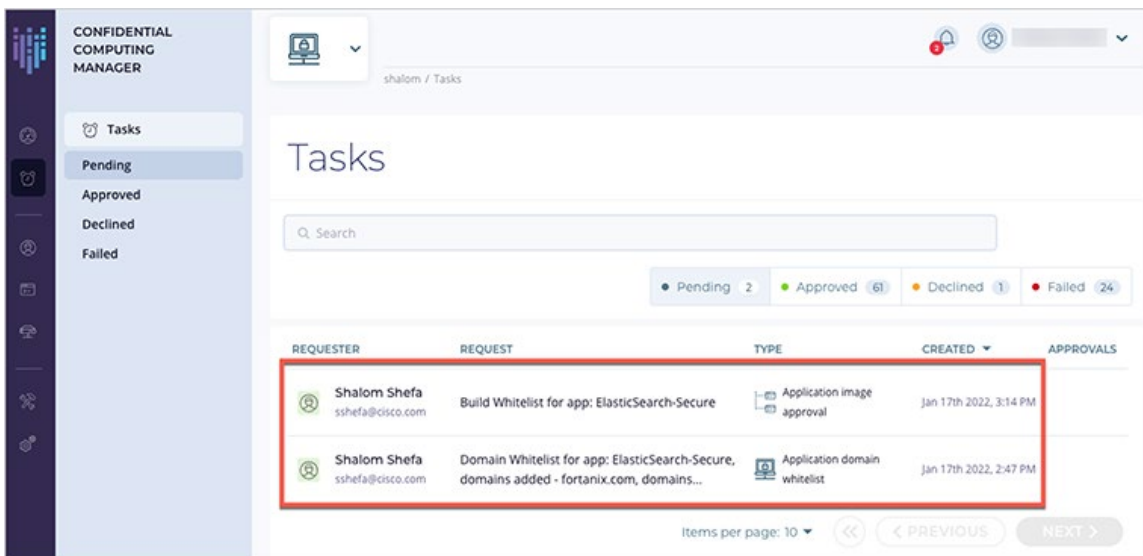 CONFIDENTIAL
COMPUTING
MANAGER
2
shalom / Tasks
Tasks
Pending
Approved
Declined
Failed
Tasks
Search
Pending 2
Approved 61
Declined 1
Failed 24
REQUESTER REQUEST TYPE CREATED APPROVALS
Shalom Shefa
sshefa@cisco.com
Build Whitelist for app: ElasticSearch-Secure
Application image
approval
Jan 17th 2022, 3:14 PM
Shalom Shefa
sshefa@cisco.com
Domain Whitelist for app: ElasticSearch-Secure,
domains added - fortanix.com, domains...
Application domain
whitelist
Jan 17th 2022, 2:47 PM
Items per page: 10 << < PREVIOUS NEXT >